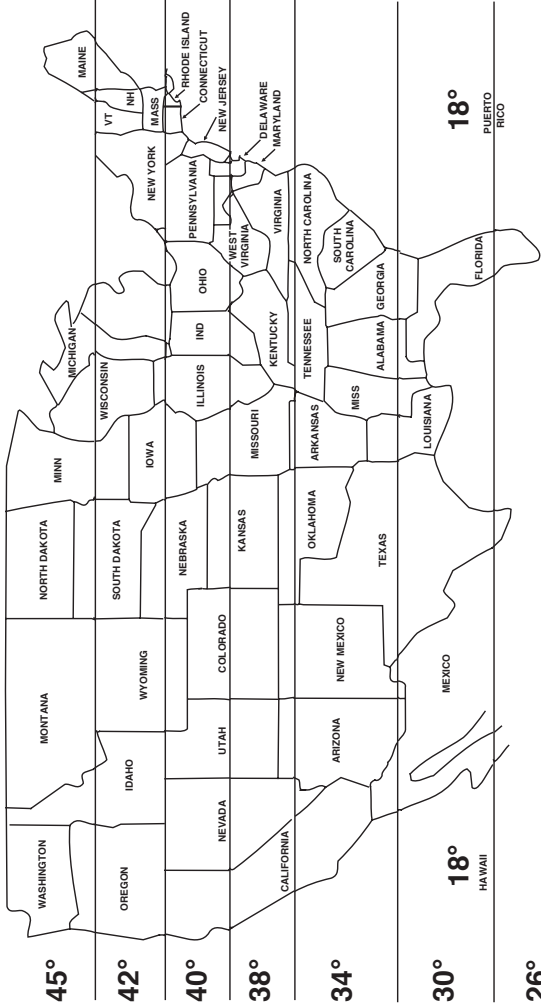 45°
42°
40°
38°
34°
30°
26°
WASHINGTON
OREGON
CALIFORNIA
NEVADA
IDAHO
MONTANA
WYOMING
UTAH
ARIZONA
COLORADO
NEW MEXICO
NORTH DAKOTA
SOUTH DAKOTA
NEBRASKA
KANSAS
OKLAHOMA
TEXAS
MEXICO
MINN
IOWA
MISSOURI
ARKANSAS
LOUISIANA
WISCONSIN
ILLINOIS
MICHIGAN
IND
OHIO
KENTUCKY
TENNESSEE
MISS
ALABAMA
GEORGIA
FLORIDA
SOUTH
CAROLINA
NORTH CAROLINA
VIRGINIA
WEST
VIRGINIA
PENNSYLVANIA
NEW YORK
VT
NH
MAINE
MASS
RHODE ISLAND
CONNECTICUT
NEW JERSEY
DELAWARE
MARYLAND
18°
HAWAII
18°
PUERTO
RICO